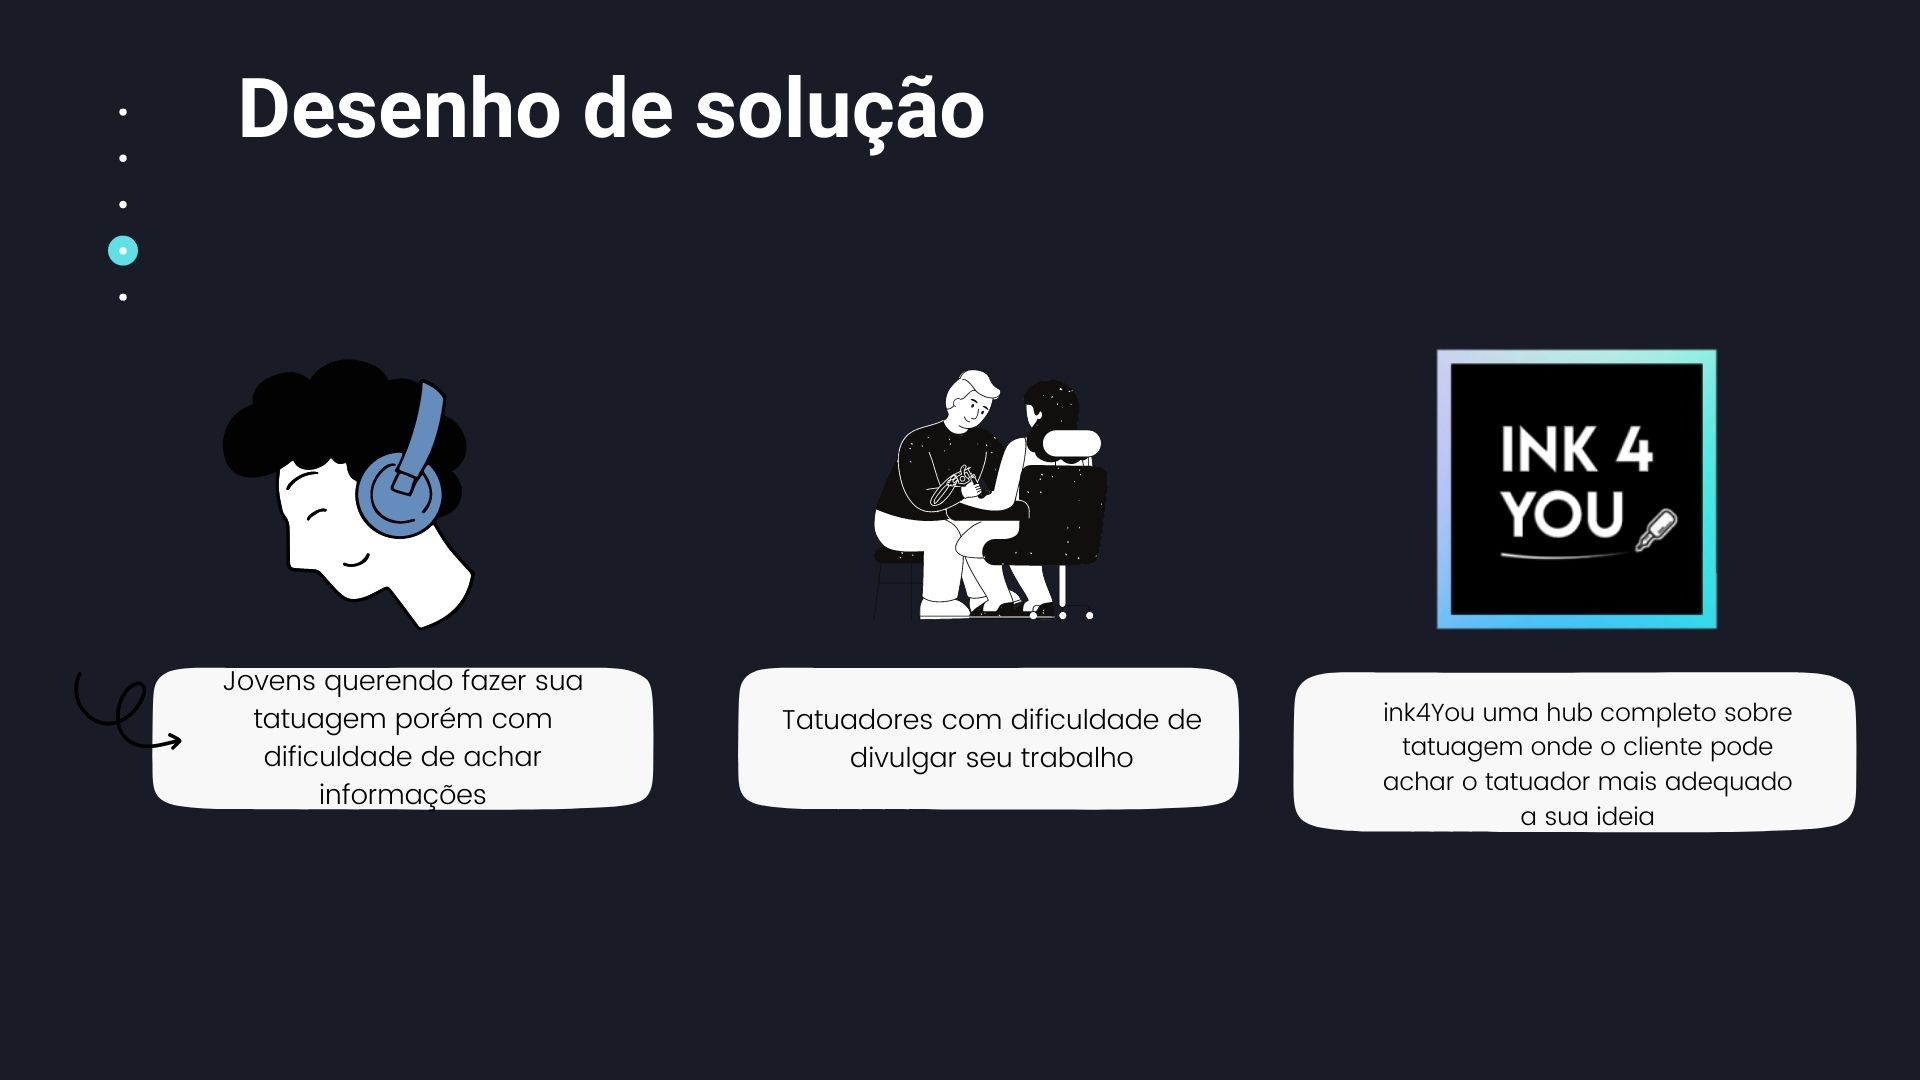 Desenho de solução
INK 4
YOU
Jovens querendo fazer sua
tatuagem porém com
dificuldade de achar
informações
Tatuadores com dificuldade de
divulgar seu trabalho
ink4You uma hub completo sobre
tatuagem onde o cliente pode
achar o tatuador mais adequado
a sua ideia